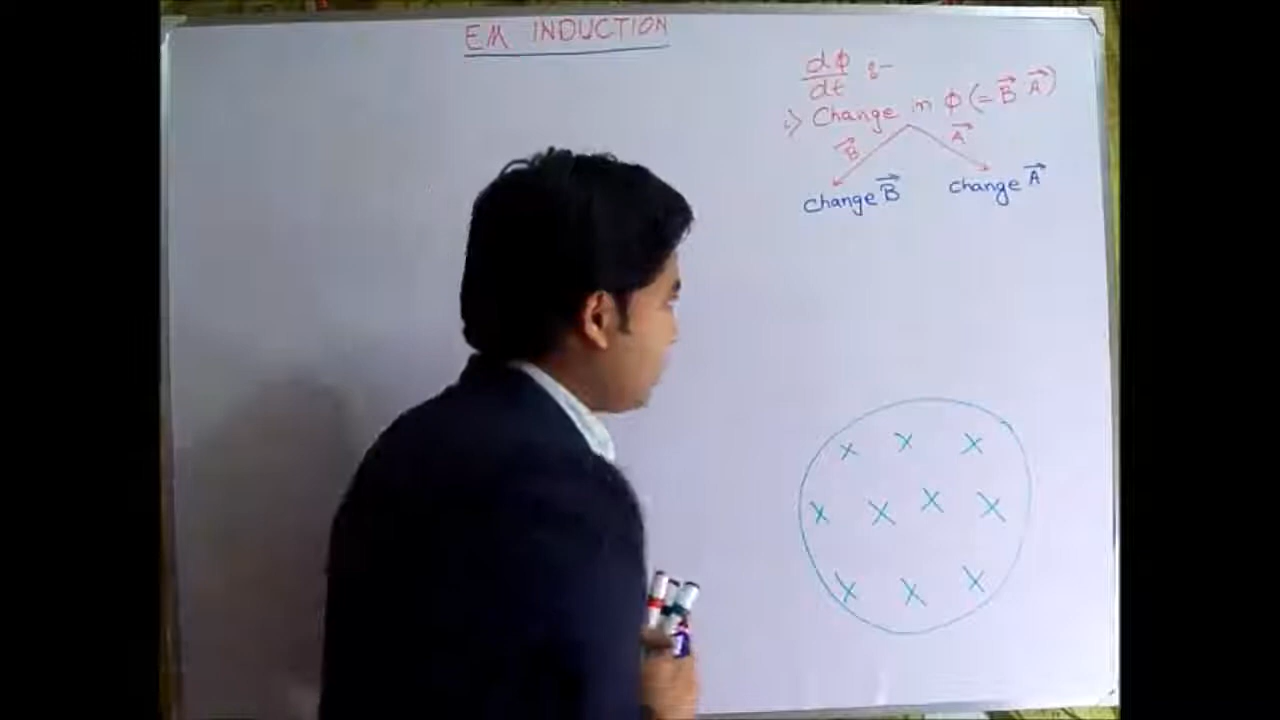 EM INDUCTION
dφ/dt :-
i) Change in φ (= B⃗ A⃗)
B⃗ A⃗
change B⃗ change A⃗
x x x
x x x x
x x x